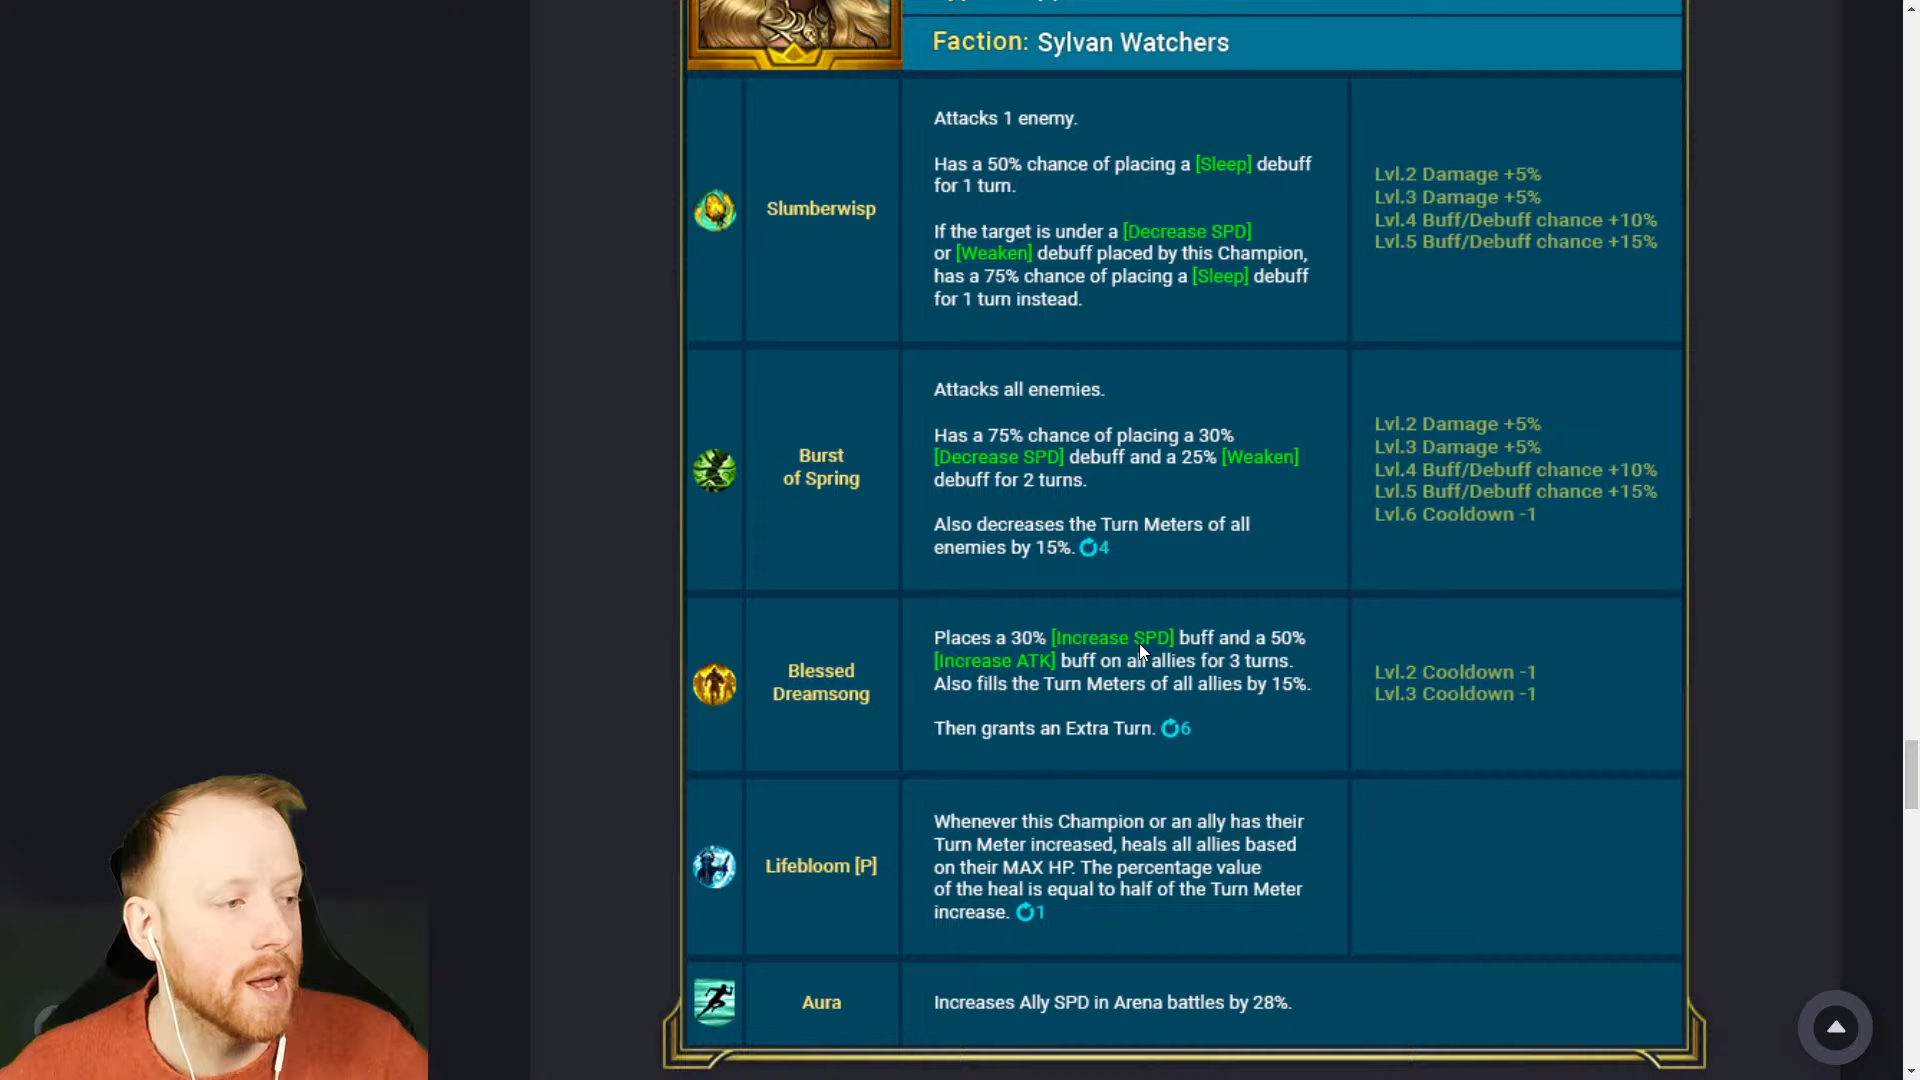 Faction: Sylvan Watchers
Slumberwisp
Attacks 1 enemy.
Has a 50% chance of placing a [Sleep] debuff
for 1 turn.
If the target is under a [Decrease SPD]
or [Weaken] debuff placed by this Champion,
has a 75% chance of placing a [Sleep] debuff
for 1 turn instead.
Lvl.2 Damage +5%
Lvl.3 Damage +5%
Lvl.4 Buff/Debuff chance +10%
Lvl.5 Buff/Debuff chance +15%
Burst
of Spring
Attacks all enemies.
Has a 75% chance of placing a 30%
[Decrease SPD] debuff and a 25% [Weaken]
debuff for 2 turns.
Also decreases the Turn Meters of all
enemies by 15%. 4
Lvl.2 Damage +5%
Lvl.3 Damage +5%
Lvl.4 Buff/Debuff chance +10%
Lvl.5 Buff/Debuff chance +15%
Lvl.6 Cooldown -1
Blessed
Dreamsong
Places a 30% [Increase SPD] buff and a 50%
[Increase ATK] buff on all allies for 3 turns.
Also fills the Turn Meters of all allies by 15%.
Then grants an Extra Turn. 6
Lvl.2 Cooldown -1
Lvl.3 Cooldown -1
Lifebloom [P]
Whenever this Champion or an ally has their
Turn Meter increased, heals all allies based
on their MAX HP. The percentage value
of the heal is equal to half of the Turn Meter
increase. 1
Aura
Increases Ally SPD in Arena battles by 28%.